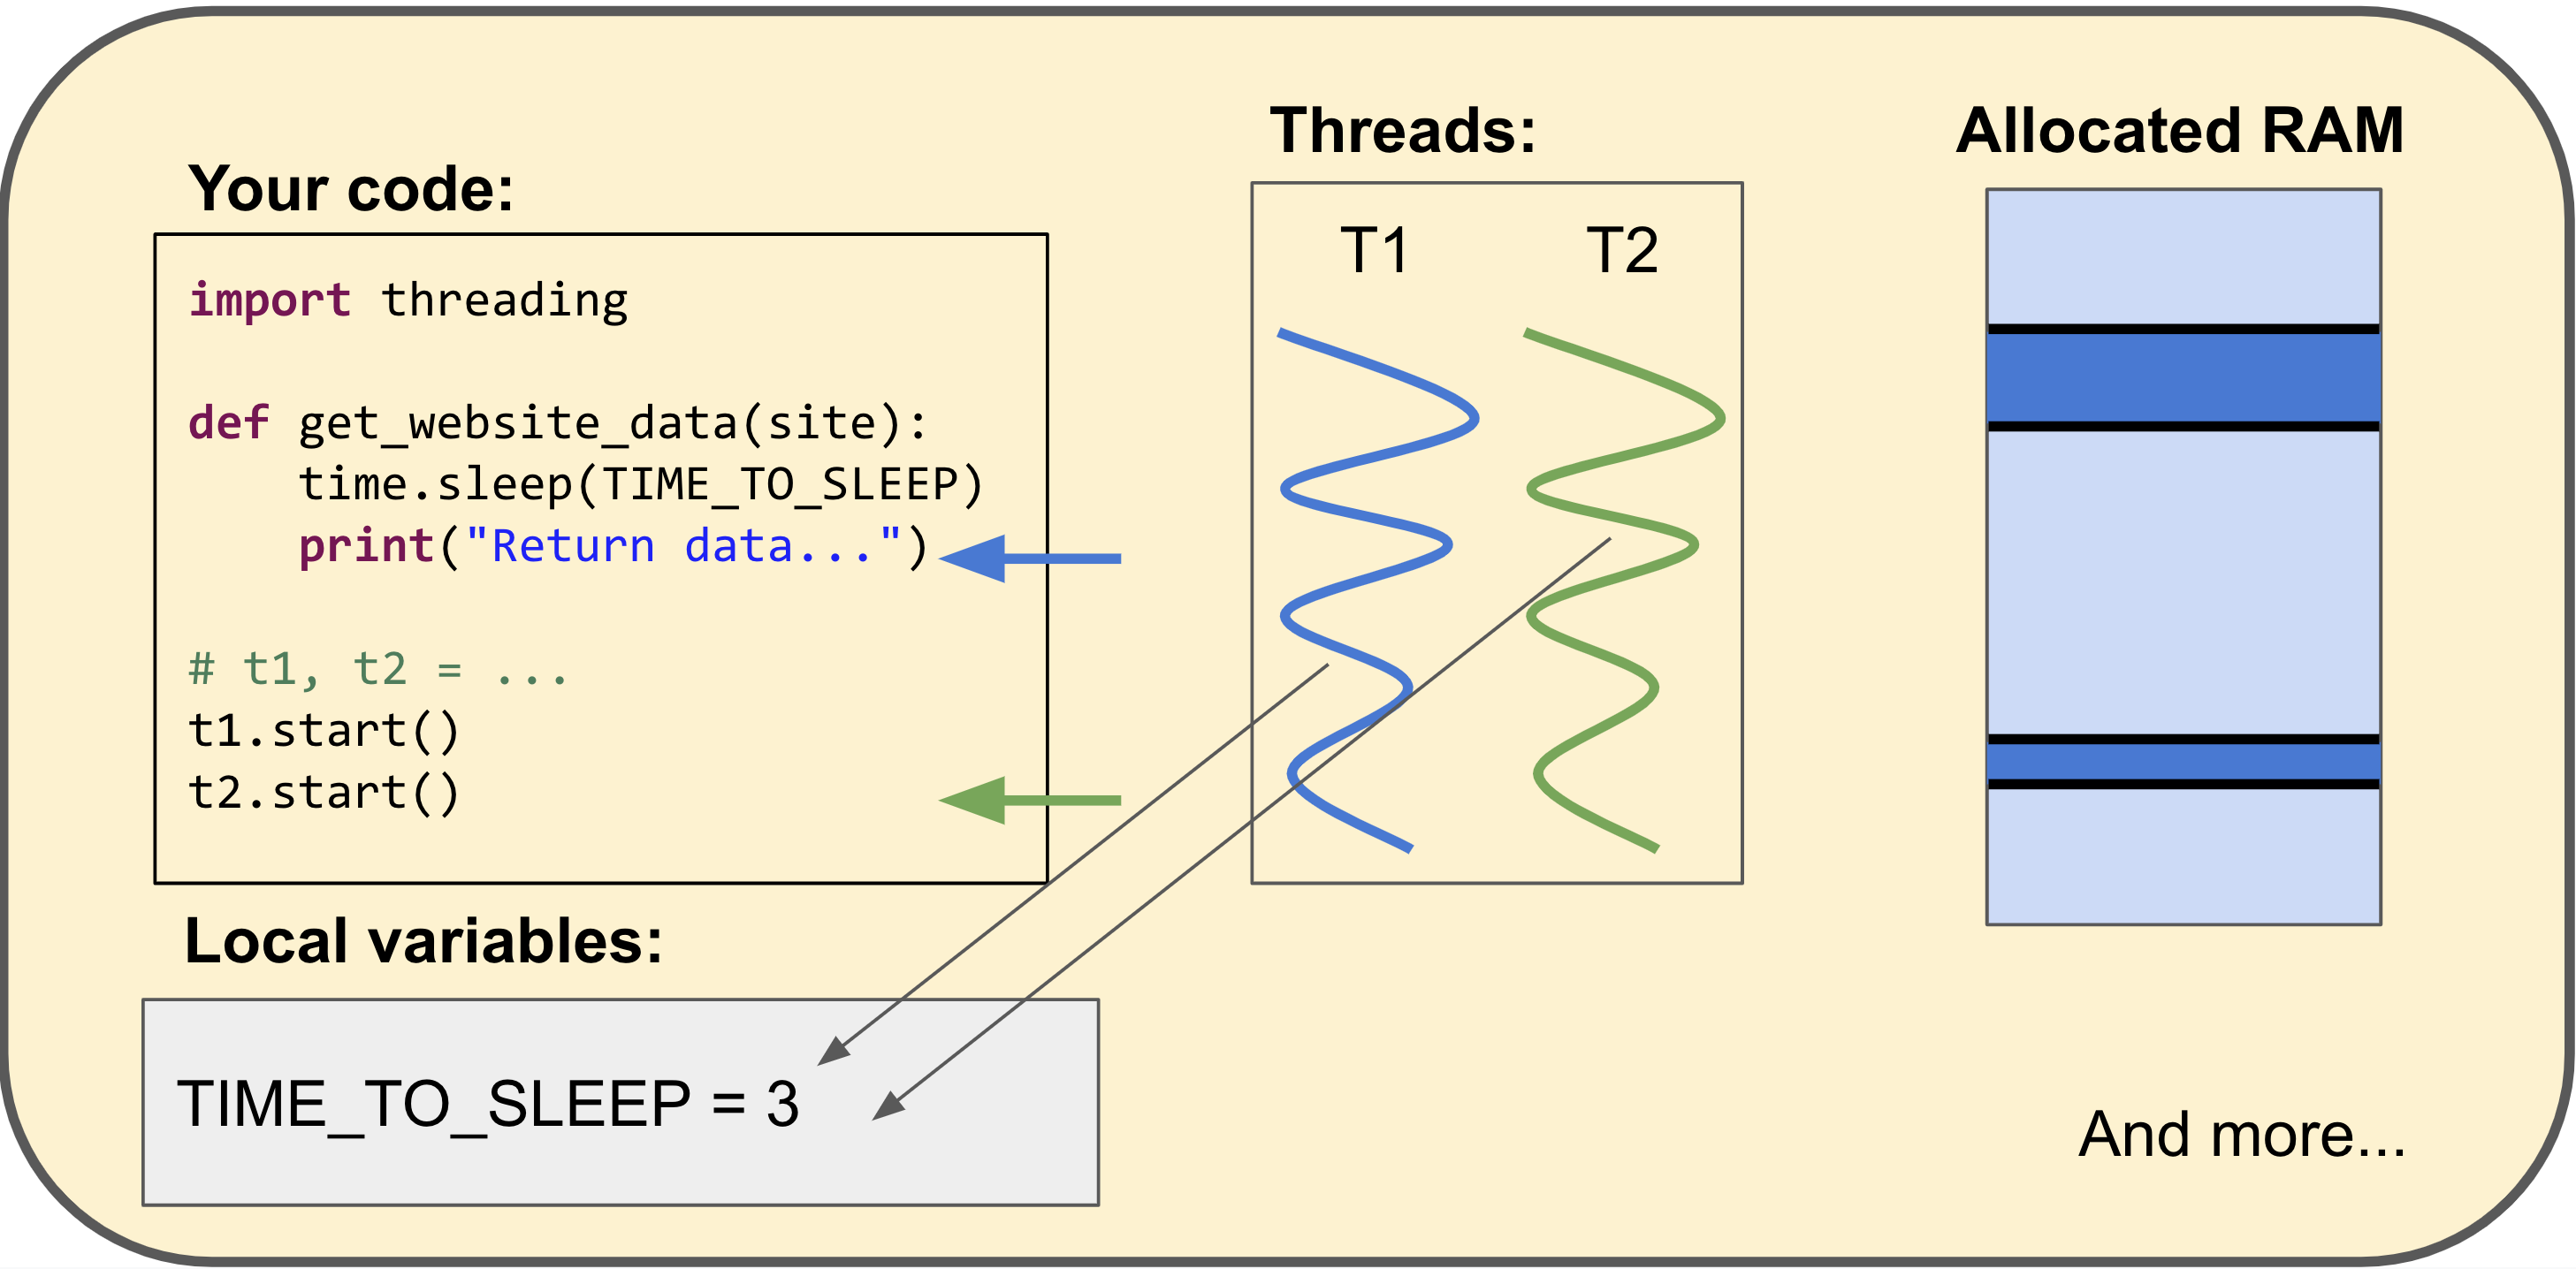 Your code:
import threading
def get_website_data(site):
    time.sleep(TIME_TO_SLEEP)
    print("Return data...")
# t1, t2 = ...
t1.start()
t2.start()
Local variables:
TIME_TO_SLEEP = 3
Threads:
T1 T2
Allocated RAM
And more...